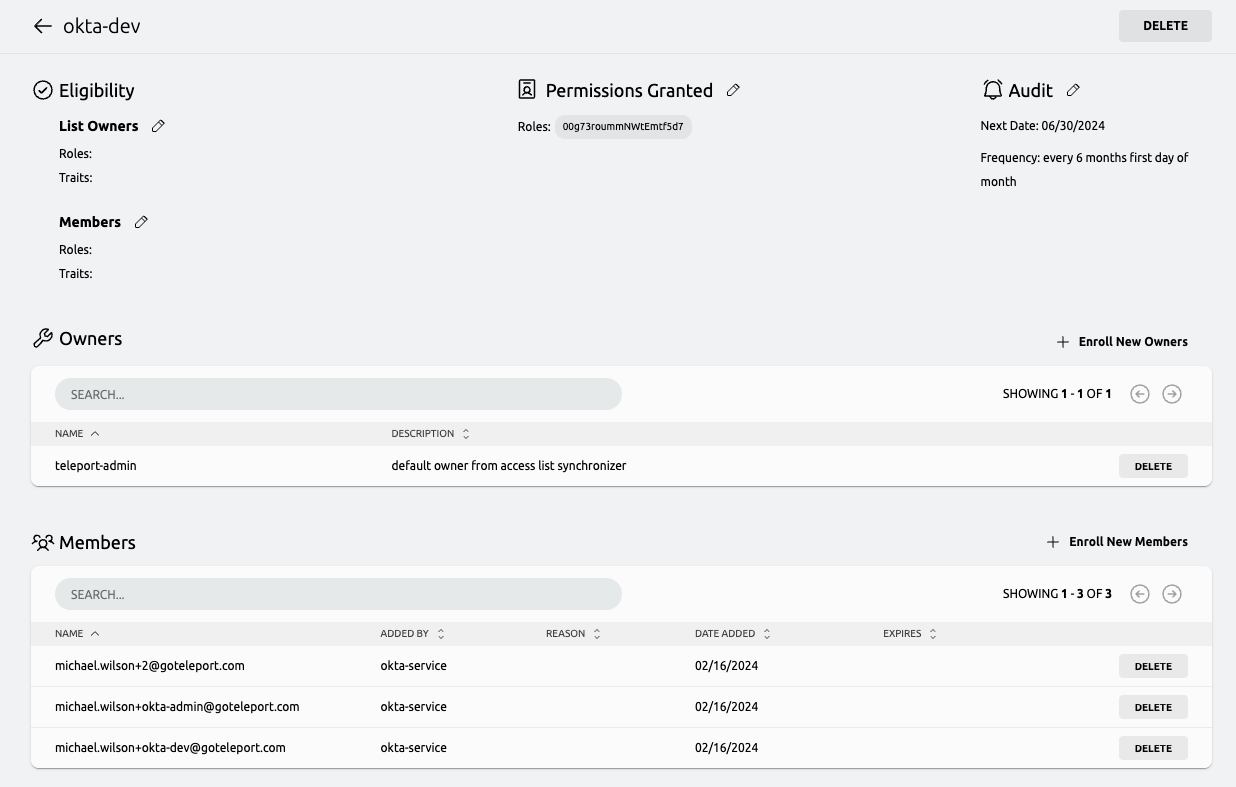 okta-dev
DELETE
Eligibility
List Owners
Roles:
Traits:
Members
Roles:
Traits:
Permissions Granted
Roles: 00g73roummNWtEmtf5d7
Audit
Next Date: 06/30/2024
Frequency: every 6 months first day of
month
Owners
Enroll New Owners
SEARCH...
SHOWING 1 - 1 OF 1
NAME DESCRIPTION
teleport-admin default owner from access list synchronizer DELETE
Members
Enroll New Members
SEARCH...
SHOWING 1 - 3 OF 3
NAME ADDED BY REASON DATE ADDED EXPIRES
michael.wilson+2@goteleport.com okta-service 02/16/2024 DELETE
michael.wilson+okta-admin@goteleport.com okta-service 02/16/2024 DELETE
michael.wilson+okta-dev@goteleport.com okta-service 02/16/2024 DELETE